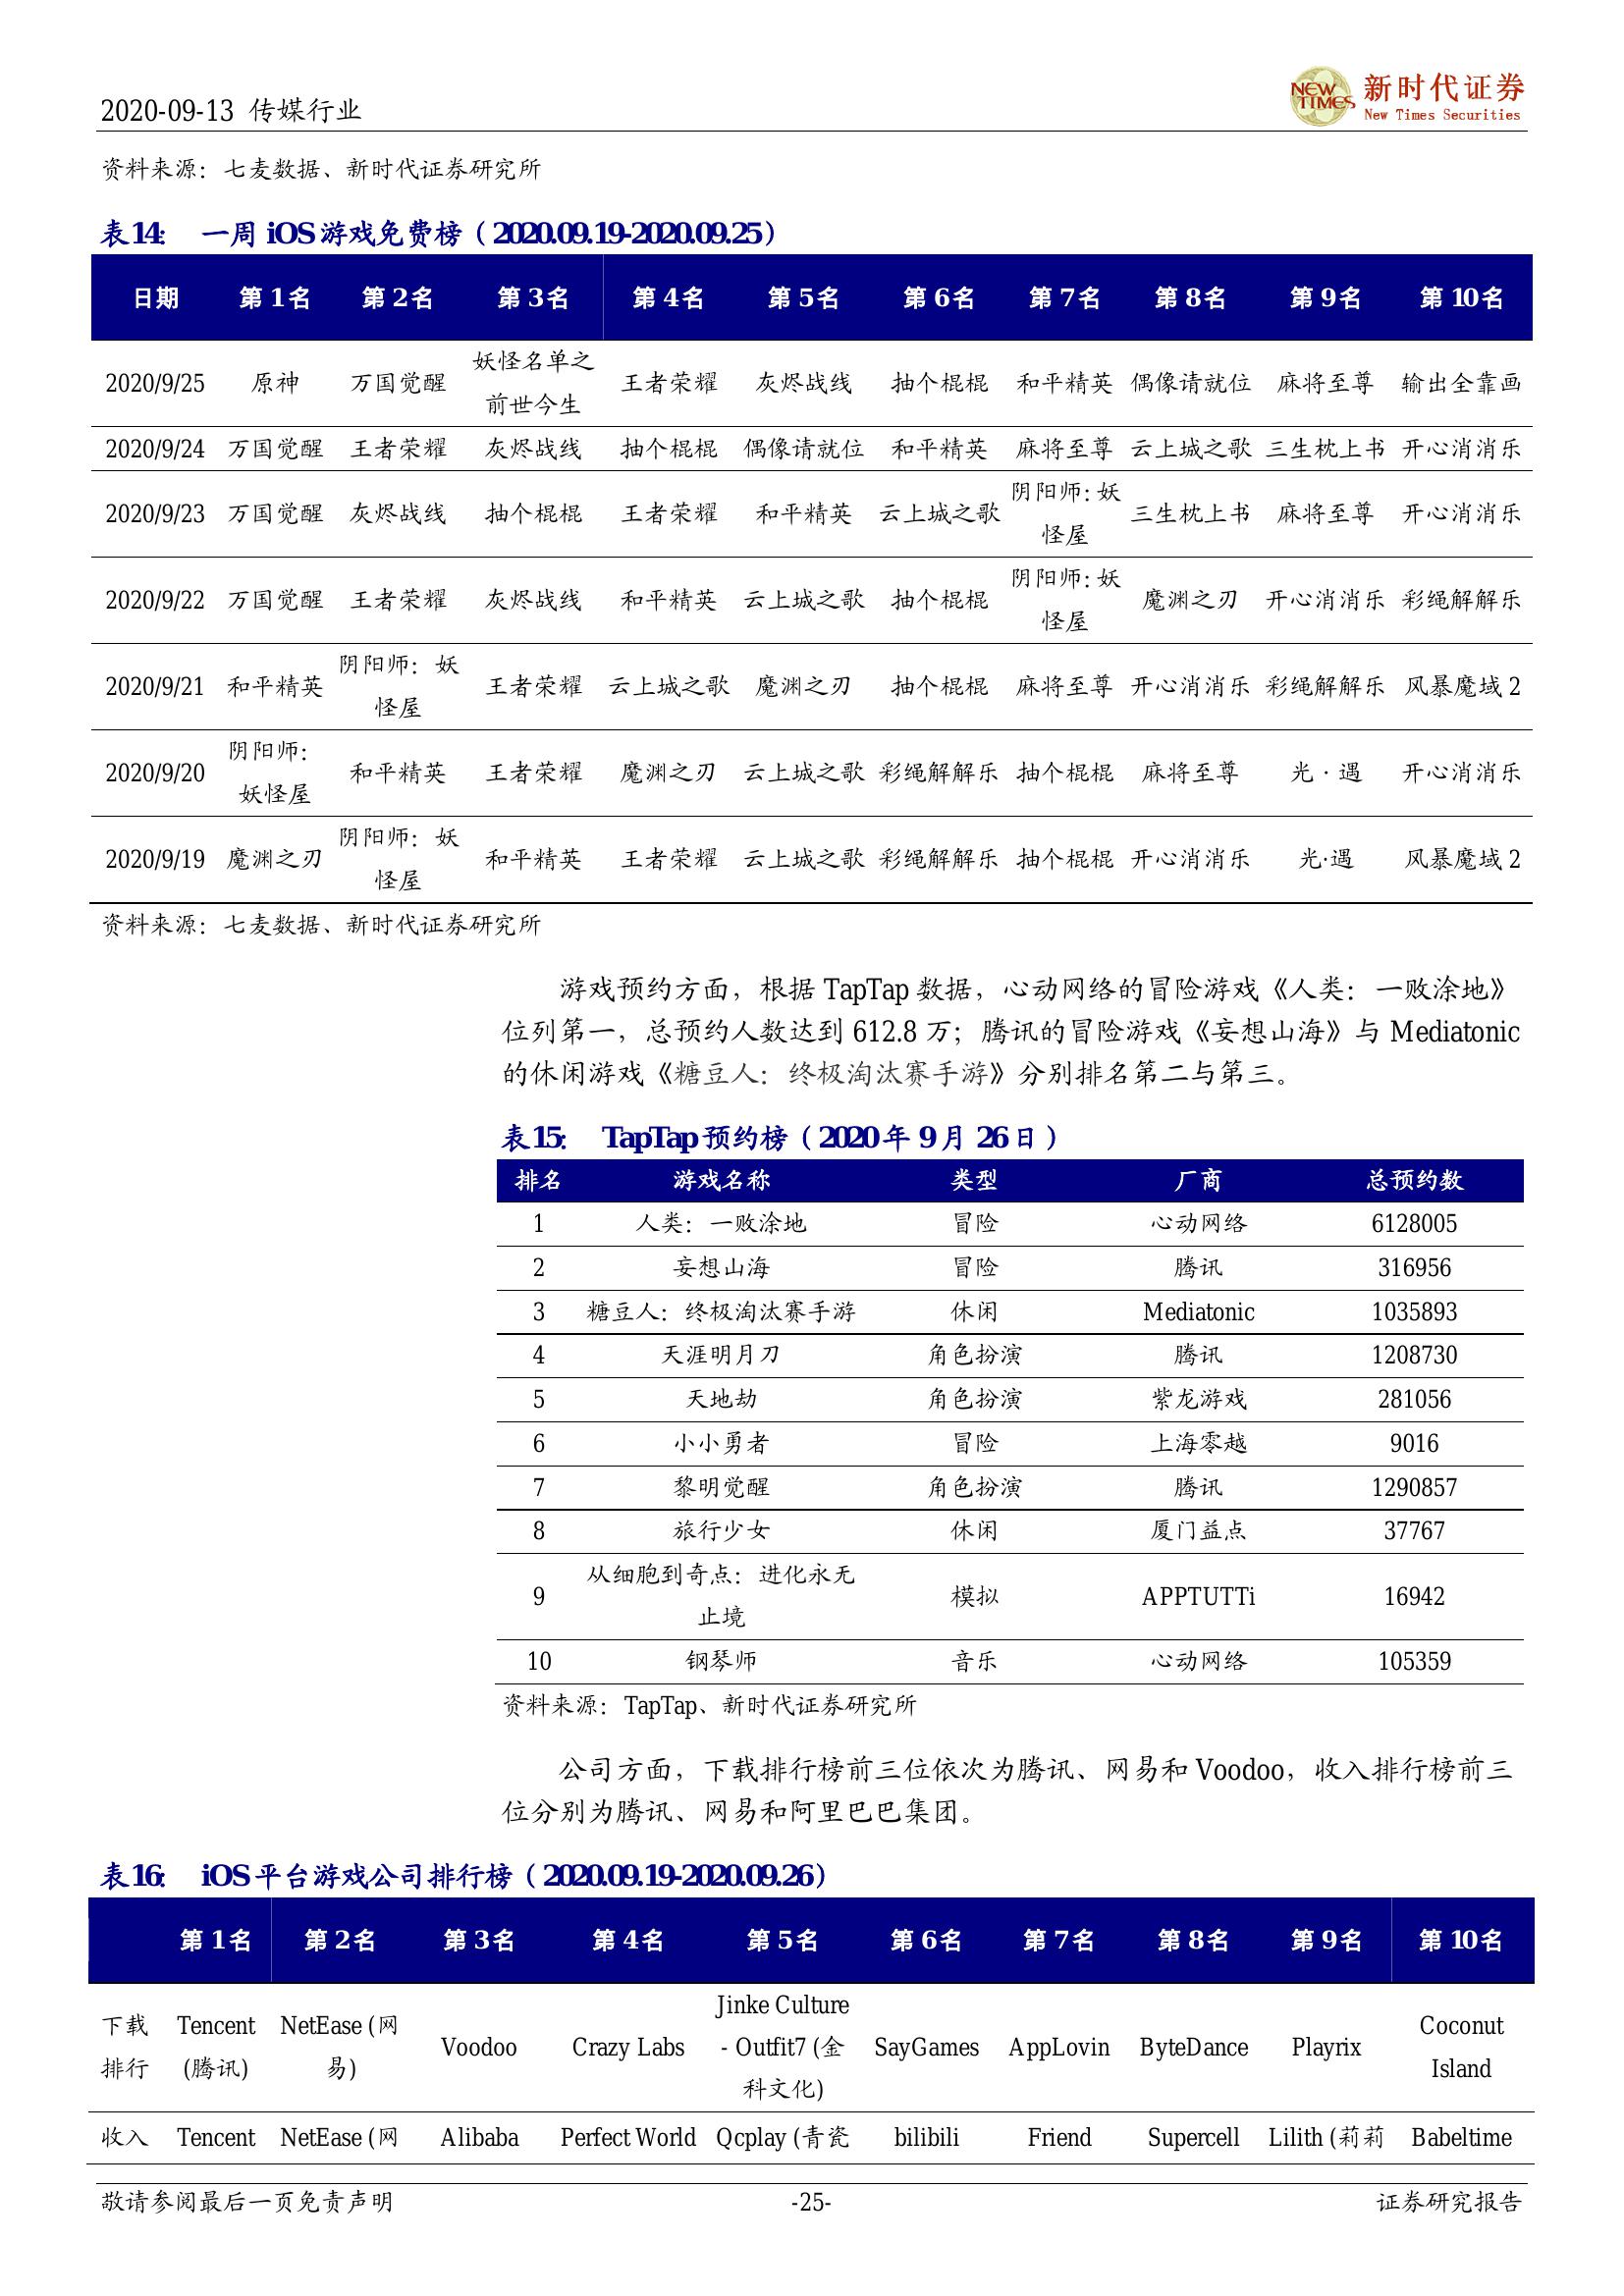 2020-09-13 传媒行业
NEW TIMES 新时代证券
New Times Securities
资料来源：七麦数据、新时代证券研究所
表14： 一周 iOS 游戏免费榜（2020.09.19-2020.09.25）
日期 第 1 名 第 2 名 第 3 名 第 4 名 第 5 名 第 6 名 第 7 名 第 8 名 第 9 名 第 10 名
2020/9/25 原神 万国觉醒 妖怪名单之前世今生 王者荣耀 灰烬战线 抽个棍棍 和平精英 偶像请就位 麻将至尊 输出全靠画
2020/9/24 万国觉醒 王者荣耀 灰烬战线 抽个棍棍 偶像请就位 和平精英 麻将至尊 云上城之歌 三生枕上书 开心消消乐
2020/9/23 万国觉醒 灰烬战线 抽个棍棍 王者荣耀 和平精英 云上城之歌 阴阳师:妖怪屋 三生枕上书 麻将至尊 开心消消乐
2020/9/22 万国觉醒 王者荣耀 灰烬战线 和平精英 云上城之歌 抽个棍棍 阴阳师:妖怪屋 魔渊之刃 开心消消乐 彩绳解解乐
2020/9/21 和平精英 阴阳师：妖怪屋 王者荣耀 云上城之歌 魔渊之刃 抽个棍棍 麻将至尊 开心消消乐 彩绳解解乐 风暴魔域 2
2020/9/20 阴阳师：妖怪屋 和平精英 王者荣耀 魔渊之刃 云上城之歌 彩绳解解乐 抽个棍棍 麻将至尊 光 · 遇 开心消消乐
2020/9/19 魔渊之刃 阴阳师：妖怪屋 和平精英 王者荣耀 云上城之歌 彩绳解解乐 抽个棍棍 开心消消乐 光·遇 风暴魔域 2
资料来源：七麦数据、新时代证券研究所
游戏预约方面，根据 TapTap 数据，心动网络的冒险游戏《人类：一败涂地》
位列第一，总预约人数达到 612.8 万；腾讯的冒险游戏《妄想山海》与 Mediatonic
的休闲游戏《糖豆人：终极淘汰赛手游》分别排名第二与第三。
表15： TapTap 预约榜（2020 年 9 月 26 日）
排名 游戏名称 类型 厂商 总预约数
1 人类：一败涂地 冒险 心动网络 6128005
2 妄想山海 冒险 腾讯 316956
3 糖豆人：终极淘汰赛手游 休闲 Mediatonic 1035893
4 天涯明月刀 角色扮演 腾讯 1208730
5 天地劫 角色扮演 紫龙游戏 281056
6 小小勇者 冒险 上海零越 9016
7 黎明觉醒 角色扮演 腾讯 1290857
8 旅行少女 休闲 厦门益点 37767
9 从细胞到奇点：进化永无止境 模拟 APPTUTTi 16942
10 钢琴师 音乐 心动网络 105359
资料来源：TapTap、新时代证券研究所
公司方面，下载排行榜前三位依次为腾讯、网易和 Voodoo，收入排行榜前三
位分别为腾讯、网易和阿里巴巴集团。
表16： iOS 平台游戏公司排行榜（2020.09.19-2020.09.26）
第 1 名 第 2 名 第 3 名 第 4 名 第 5 名 第 6 名 第 7 名 第 8 名 第 9 名 第 10 名
下载排行 Tencent (腾讯) NetEase (网易) Voodoo Crazy Labs Jinke Culture - Outfit7 (金科文化) SayGames AppLovin ByteDance Playrix Coconut Island
收入 Tencent NetEase (网 Alibaba Perfect World Qcplay (青瓷 bilibili Friend Supercell Lilith (莉莉 Babeltime
敬请参阅最后一页免责声明 -25- 证券研究报告